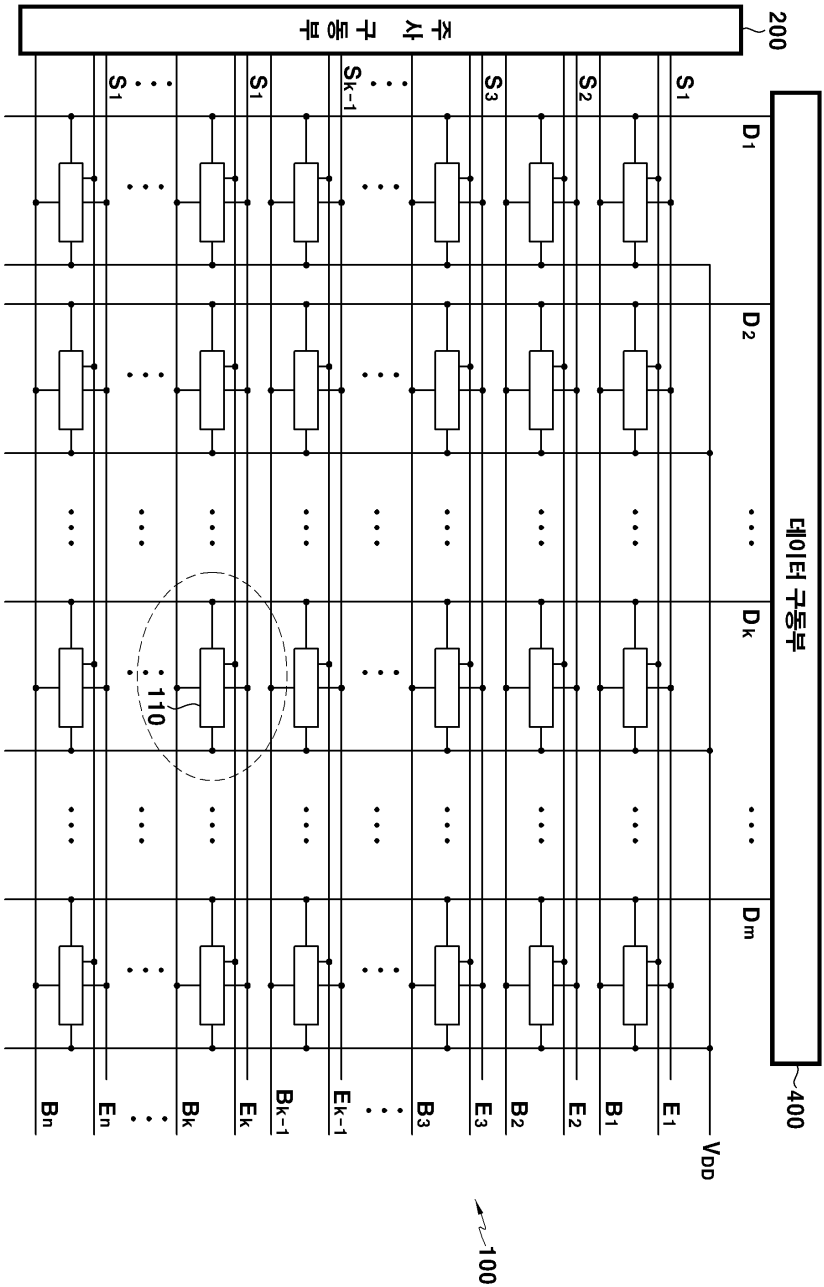 데이터 구동부
400
200
D1 D2 ... Dk ... Dm
VDD
S1 E1
B1
S2 E2
B2
S3 E3
100
B3
... ...
Sk-1 Ek-1
Bk-1
S1 Ek
Bk
110
... ...
S1 En
Bn
주사 구동부